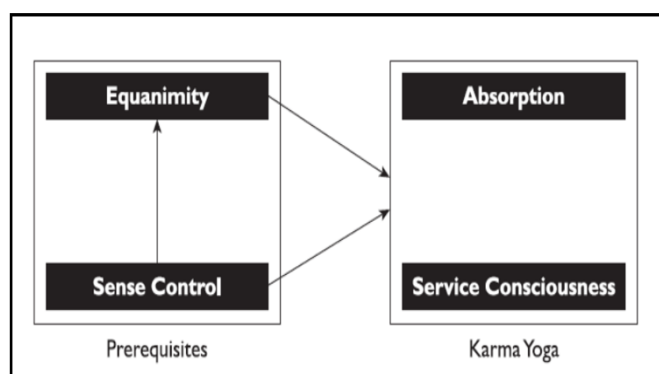 Equanimity
Absorption
Sense Control
Service Consciousness
Prerequisites
Karma Yoga